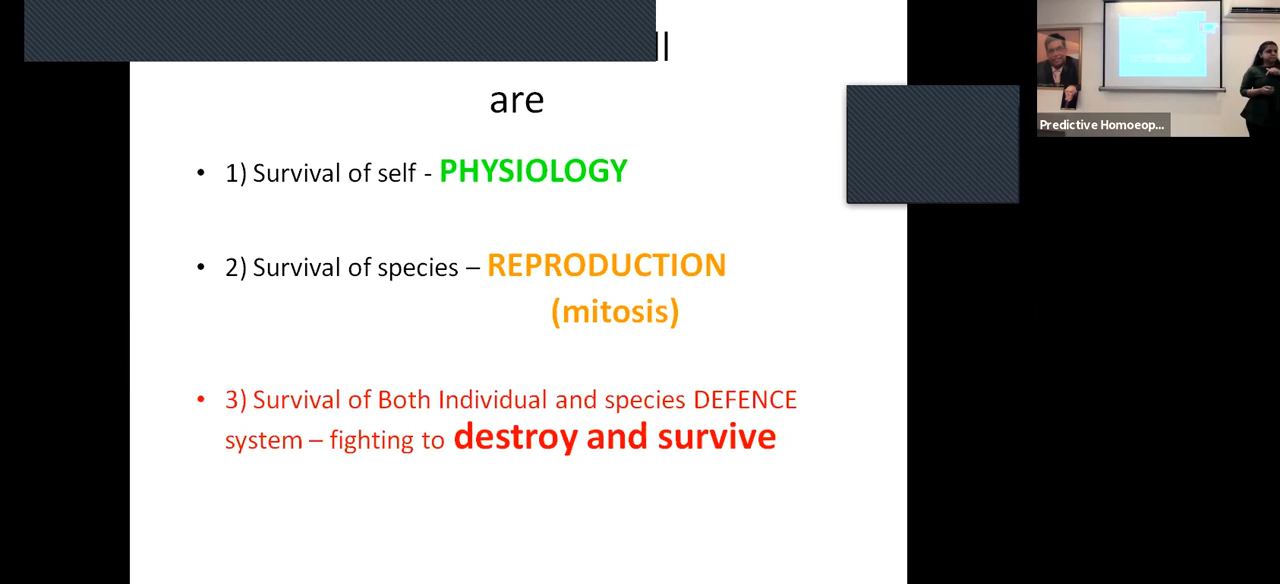 ll
are
• 1) Survival of self - PHYSIOLOGY
• 2) Survival of species – REPRODUCTION
(mitosis)
• 3) Survival of Both Individual and species DEFENCE
system – fighting to destroy and survive
Predictive Homoeop...